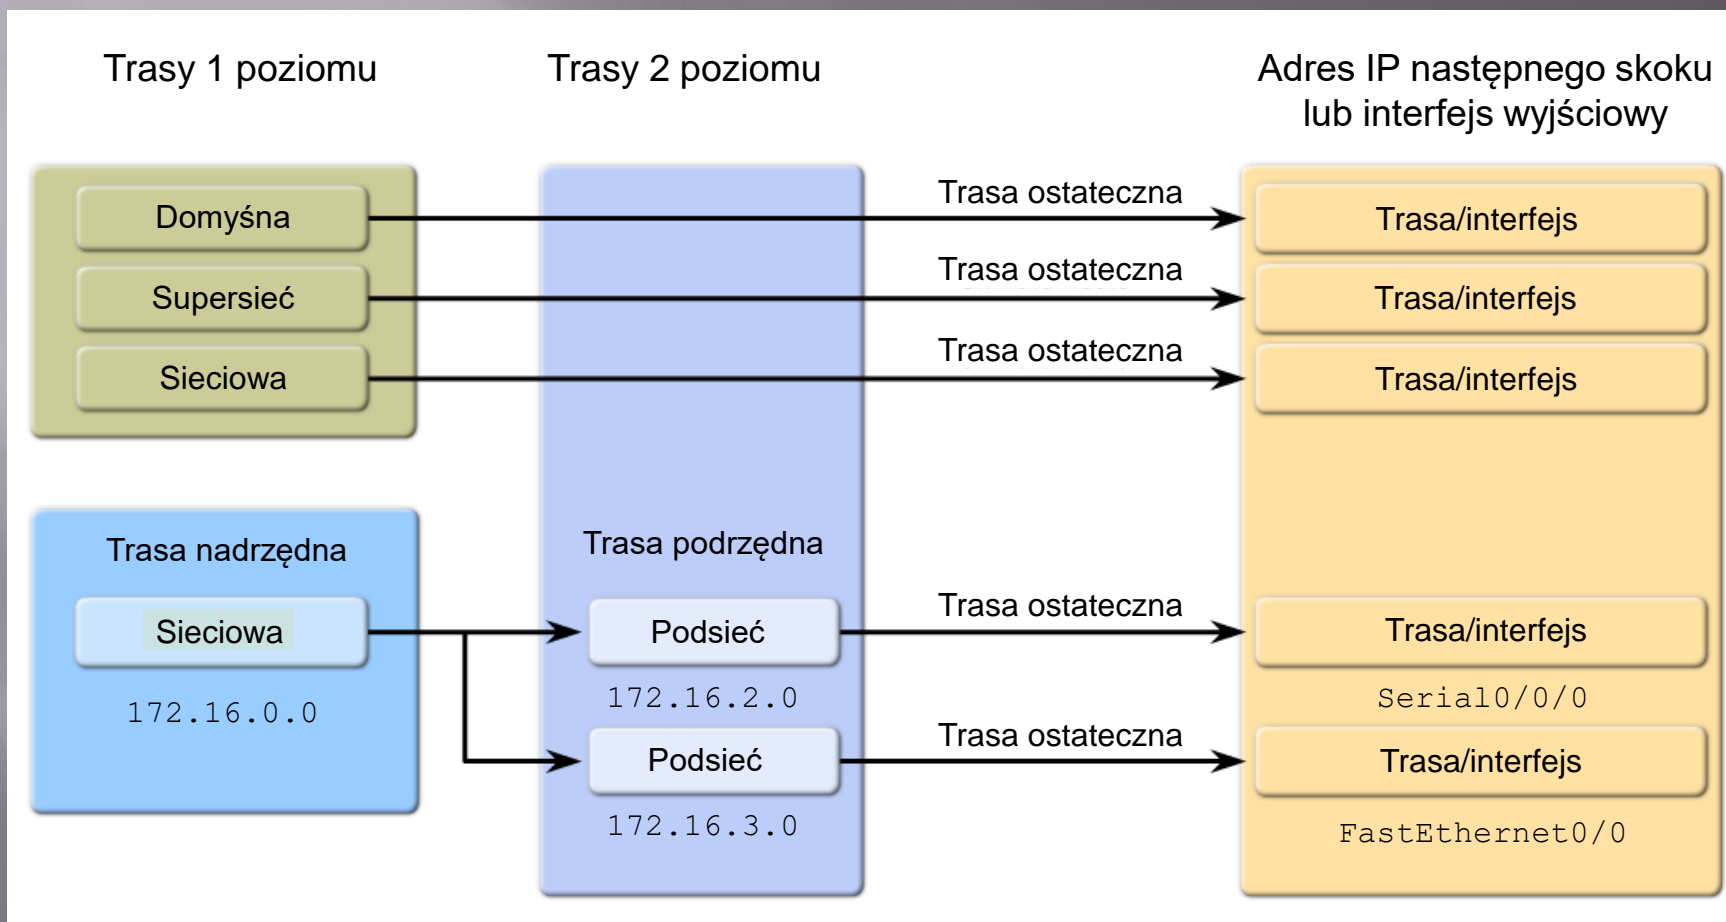 Trasy 1 poziomu
Trasy 2 poziomu
Adres IP następnego skoku
lub interfejs wyjściowy
Domyśna
Trasa ostateczna
Trasa/interfejs
Supersieć
Trasa ostateczna
Trasa/interfejs
Sieciowa
Trasa ostateczna
Trasa/interfejs
Trasa nadrzędna
Trasa podrzędna
Sieciowa
172.16.0.0
Podsieć
172.16.2.0
Trasa ostateczna
Trasa/interfejs
Serial0/0/0
Podsieć
172.16.3.0
Trasa ostateczna
Trasa/interfejs
FastEthernet0/0